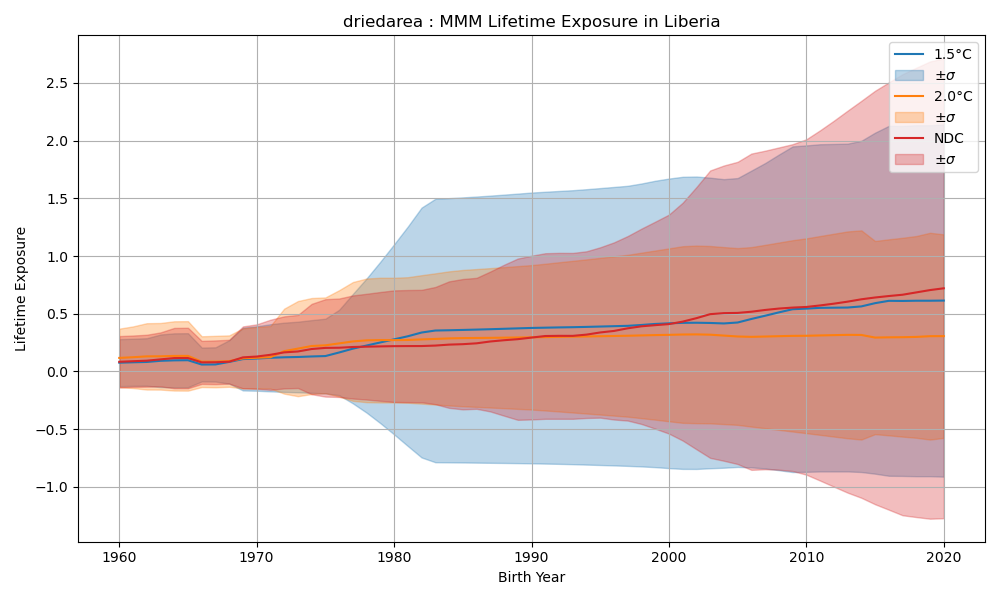 driedarea : MMM Lifetime Exposure in Liberia
1.5°C
±σ
2.0°C
±σ
NDC
±σ
Lifetime Exposure
2.5
2.0
1.5
1.0
0.5
0.0
−0.5
−1.0
1960 1970 1980 1990 2000 2010 2020
Birth Year